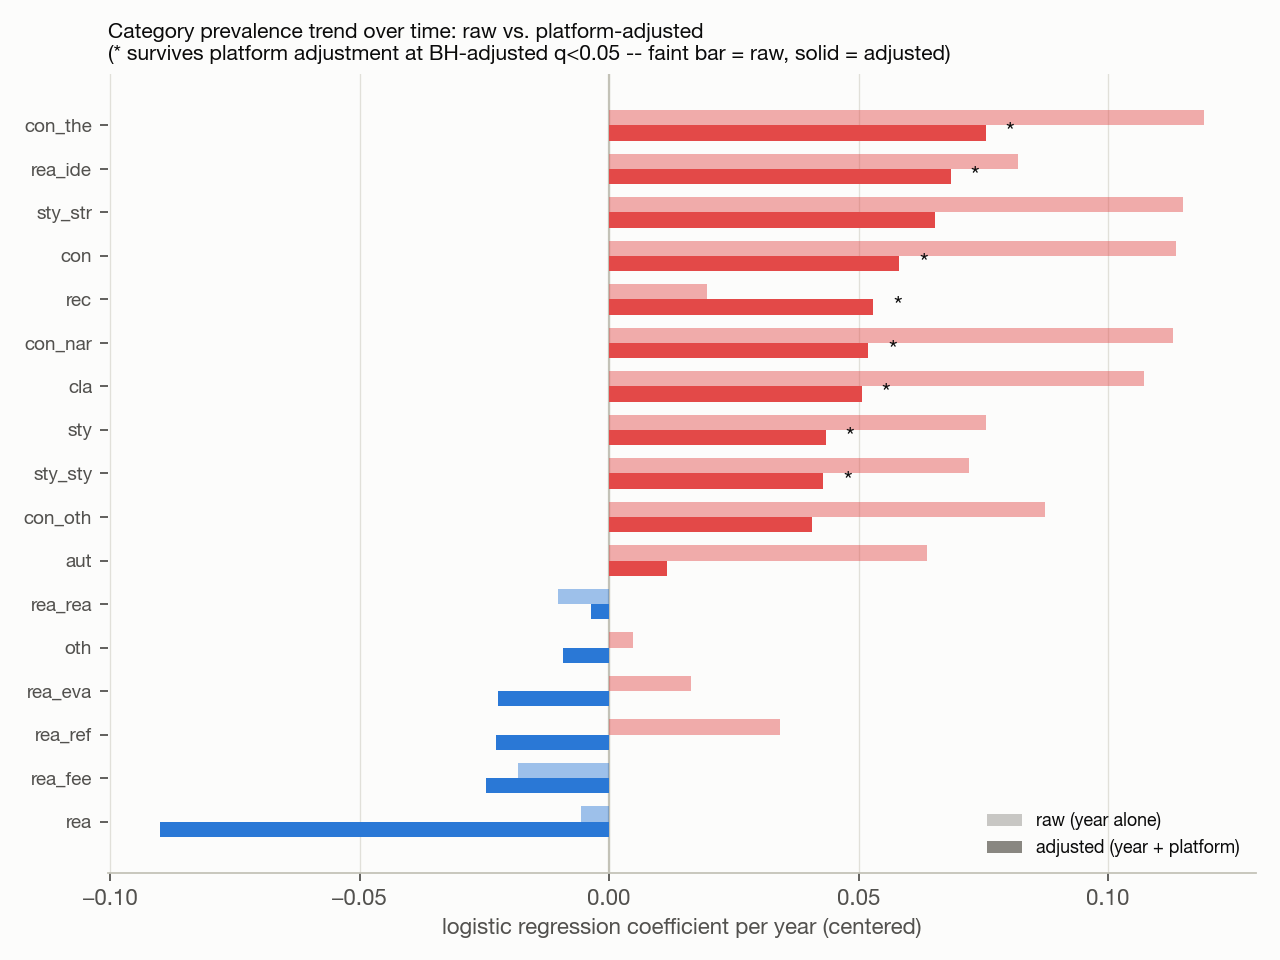 Category prevalence trend over time: raw vs. platform-adjusted
(* survives platform adjustment at BH-adjusted q<0.05 -- faint bar = raw, solid = adjusted)
con_the
*
rea_ide
*
sty_str
con
*
rec
*
con_nar
*
cla
*
sty
*
sty_sty
*
con_oth
aut
rea_rea
oth
rea_eva
rea_ref
rea_fee
rea
raw (year alone)
adjusted (year + platform)
−0.10 −0.05 0.00 0.05 0.10
logistic regression coefficient per year (centered)